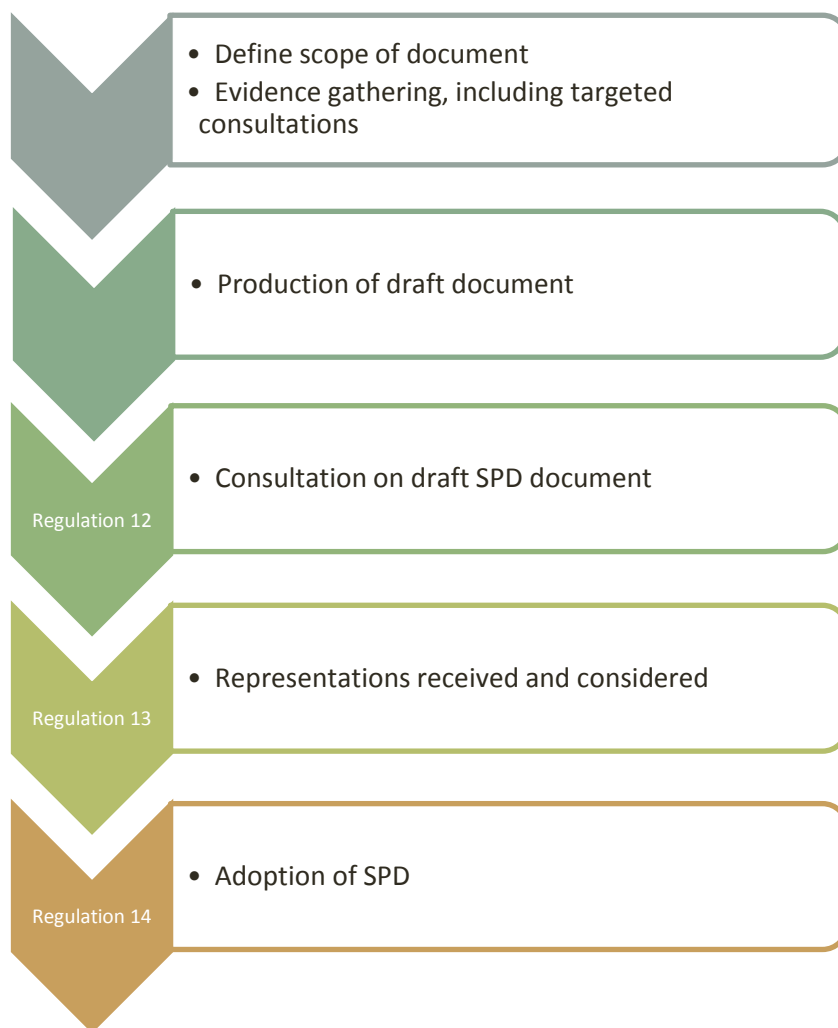 • Define scope of document
• Evidence gathering, including targeted
consultations
• Production of draft document
• Consultation on draft SPD document
Regulation 12
• Representations received and considered
Regulation 13
• Adoption of SPD
Regulation 14